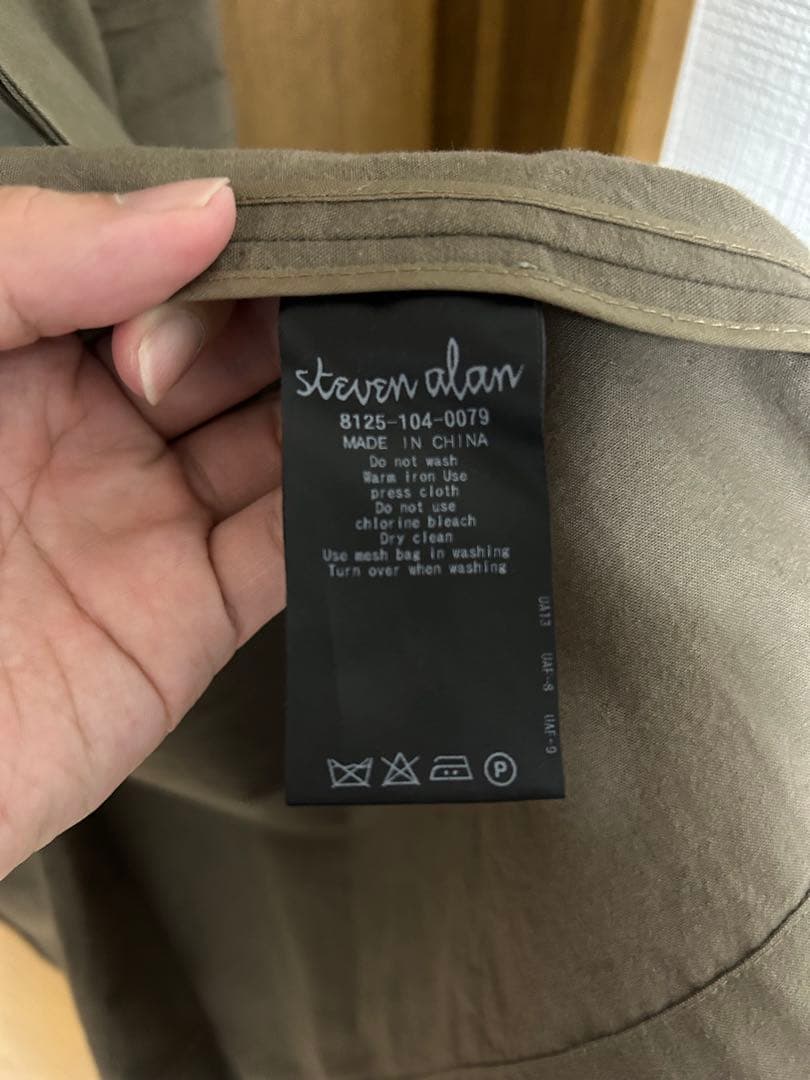 steven alan
8125-104-0079
MADE IN CHINA
Do not wash
Warm iron Use
press cloth
Do not use
chlorine bleach
Dry clean
Use mesh bag in washing
Turn over when washing
UA13 UAF-8 UAF-9
P